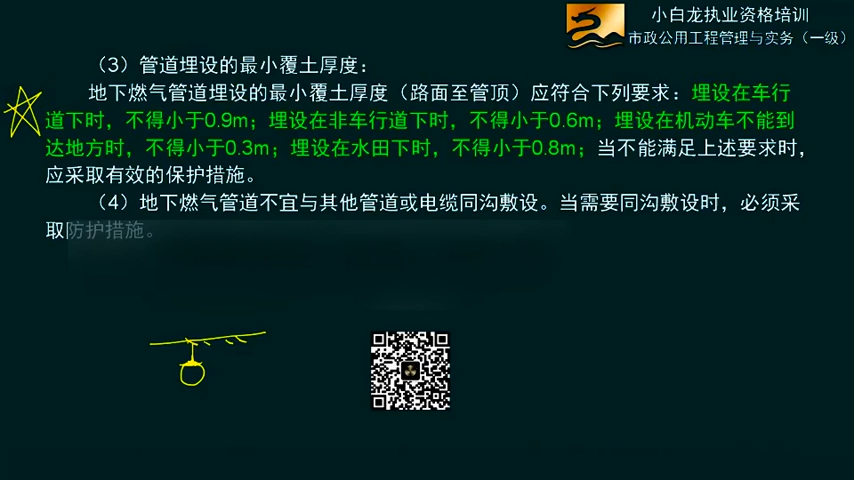 小白龙执业资格培训
市政公用工程管理与实务（一级）
（3）管道埋设的最小覆土厚度：
地下燃气管道埋设的最小覆土厚度（路面至管顶）应符合下列要求：埋设在车行
道下时，不得小于0.9m；埋设在非车行道下时，不得小于0.6m；埋设在机动车不能到
达地方时，不得小于0.3m；埋设在水田下时，不得小于0.8m；当不能满足上述要求时，
应采取有效的保护措施。
（4）地下燃气管道不宜与其他管道或电缆同沟敷设。当需要同沟敷设时，必须采
取防护措施。